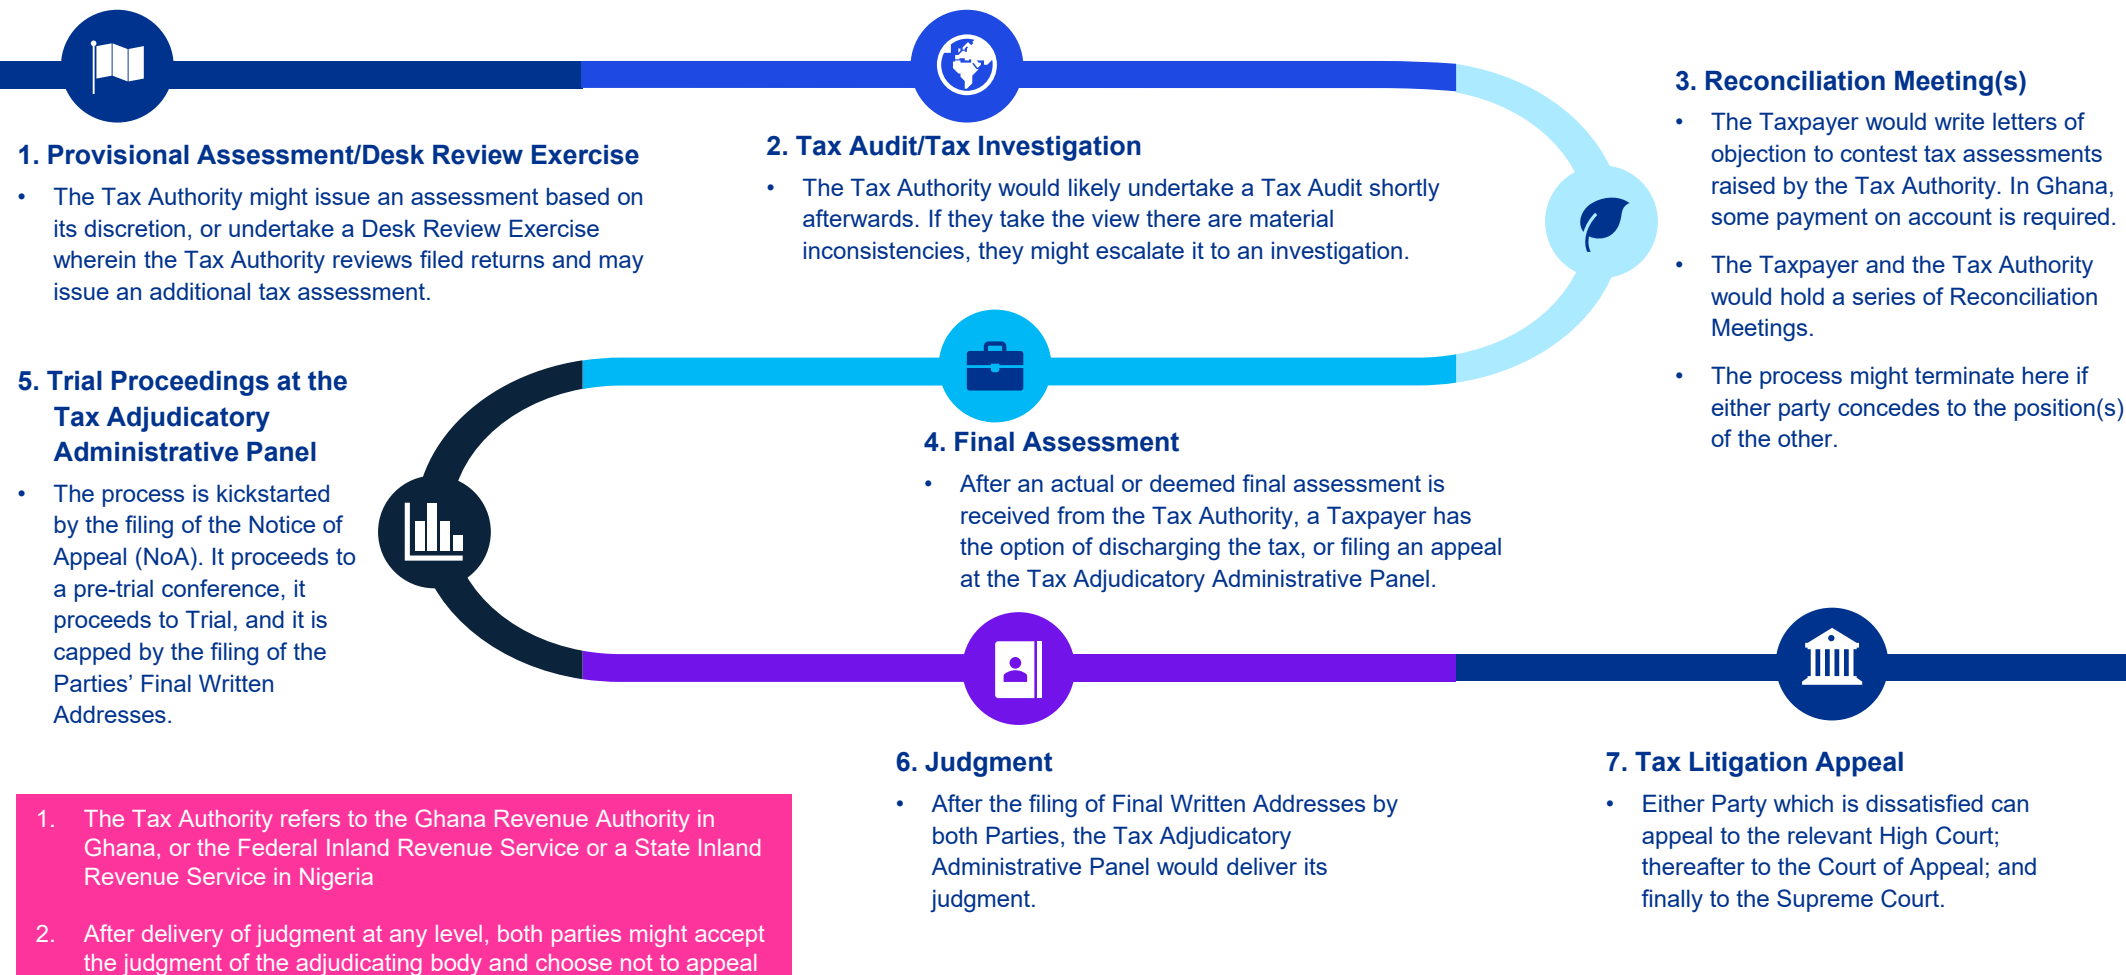 1. Provisional Assessment/Desk Review Exercise
• The Tax Authority might issue an assessment based on
its discretion, or undertake a Desk Review Exercise
wherein the Tax Authority reviews filed returns and may
issue an additional tax assessment.
2. Tax Audit/Tax Investigation
• The Tax Authority would likely undertake a Tax Audit shortly
afterwards. If they take the view there are material
inconsistencies, they might escalate it to an investigation.
3. Reconciliation Meeting(s)
• The Taxpayer would write letters of
objection to contest tax assessments
raised by the Tax Authority. In Ghana,
some payment on account is required.
• The Taxpayer and the Tax Authority
would hold a series of Reconciliation
Meetings.
• The process might terminate here if
either party concedes to the position(s)
of the other.
4. Final Assessment
• After an actual or deemed final assessment is
received from the Tax Authority, a Taxpayer has
the option of discharging the tax, or filing an appeal
at the Tax Adjudicatory Administrative Panel.
5. Trial Proceedings at the
Tax Adjudicatory
Administrative Panel
• The process is kickstarted
by the filing of the Notice of
Appeal (NoA). It proceeds to
a pre-trial conference, it
proceeds to Trial, and it is
capped by the filing of the
Parties’ Final Written
Addresses.
6. Judgment
• After the filing of Final Written Addresses by
both Parties, the Tax Adjudicatory
Administrative Panel would deliver its
judgment.
7. Tax Litigation Appeal
• Either Party which is dissatisfied can
appeal to the relevant High Court;
thereafter to the Court of Appeal; and
finally to the Supreme Court.
1. The Tax Authority refers to the Ghana Revenue Authority in
Ghana, or the Federal Inland Revenue Service or a State Inland
Revenue Service in Nigeria
2. After delivery of judgment at any level, both parties might accept
the judgment of the adjudicating body and choose not to appeal